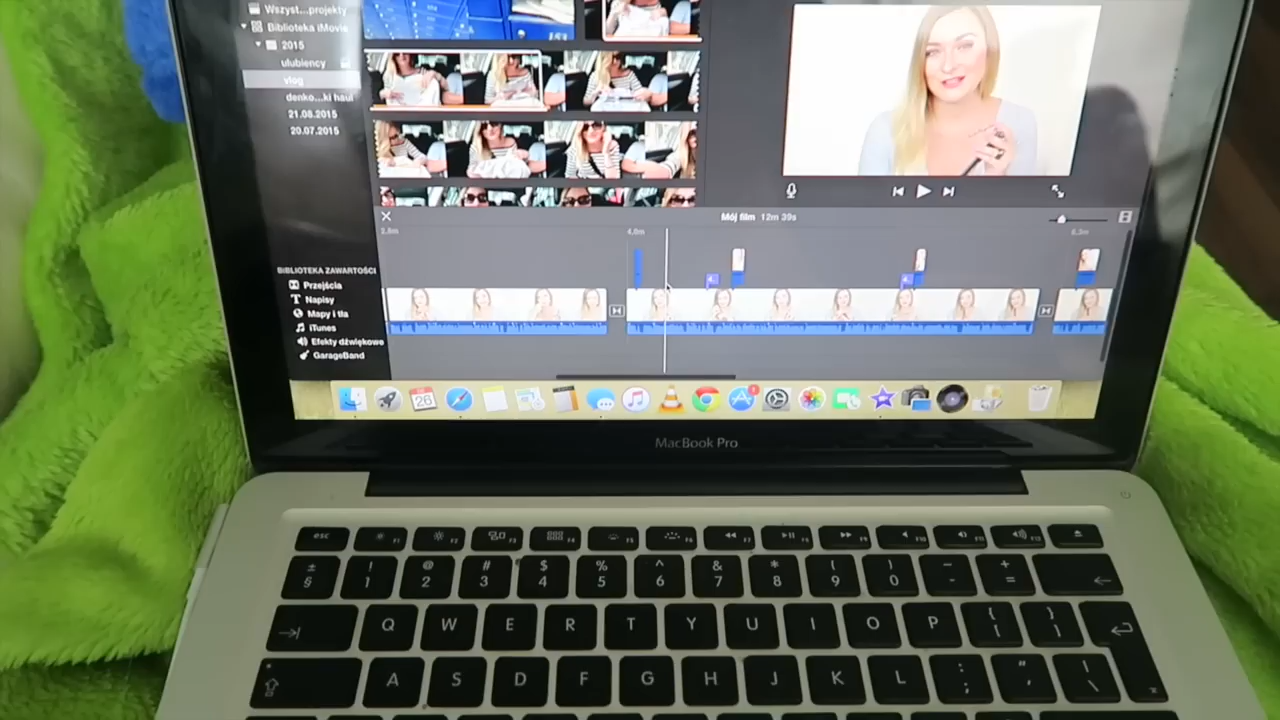 Wszyst...projekty
Biblioteka iMovie
2015
ulubiency
vlog
denko...ki haul
21.08.2015
20.07.2015
Mój film 12m 39s
4,0m
BIBLIOTEKA ZAWARTOŚCI
Przejścia
T Napisy
Mapy i tła
iTunes
Efekty dźwiękowe
GarageBand
26
MacBook Pro
esc F1 F2 F3 F4 F5 F6 F7 F8 F9 F10 F11 F12
± ! @ # $ % ^ & * ( ) _ +
§ 1 2 3 4 5 6 7 8 9 0 - =
Q W E R T Y U I O P { [ } ]
A S D F G H J K L : ; " ' | \